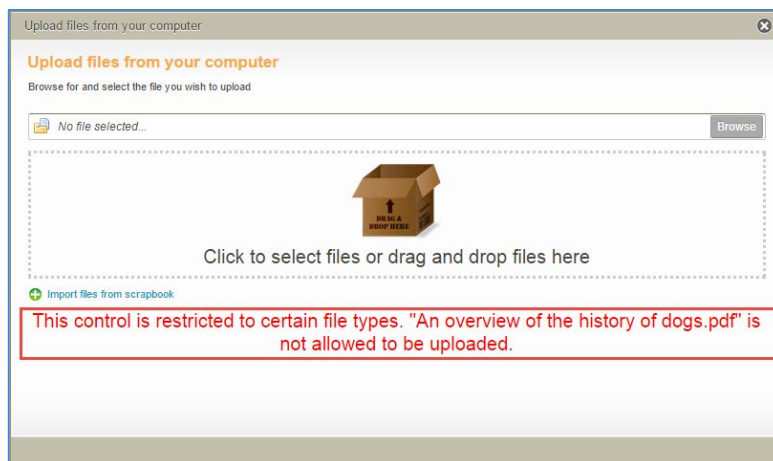 Upload files from your computer
Upload files from your computer
Browse for and select the file you wish to upload
No file selected...
Browse
DRAG &
DROP HERE
Click to select files or drag and drop files here
Import files from scrapbook
This control is restricted to certain file types. "An overview of the history of dogs.pdf" is
not allowed to be uploaded.